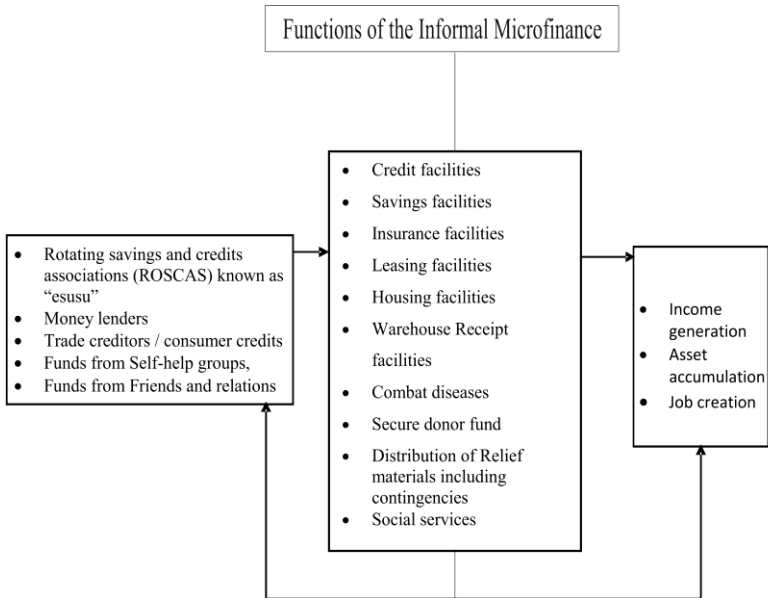 Functions of the Informal Microfinance
• Rotating savings and credits
associations (ROSCAS) known as
“esusu”
• Money lenders
• Trade creditors / consumer credits
• Funds from Self-help groups,
• Funds from Friends and relations
• Credit facilities
• Savings facilities
• Insurance facilities
• Leasing facilities
• Housing facilities
• Warehouse Receipt
facilities
• Combat diseases
• Secure donor fund
• Distribution of Relief
materials including
contingencies
• Social services
• Income
generation
• Asset
accumulation
• Job creation